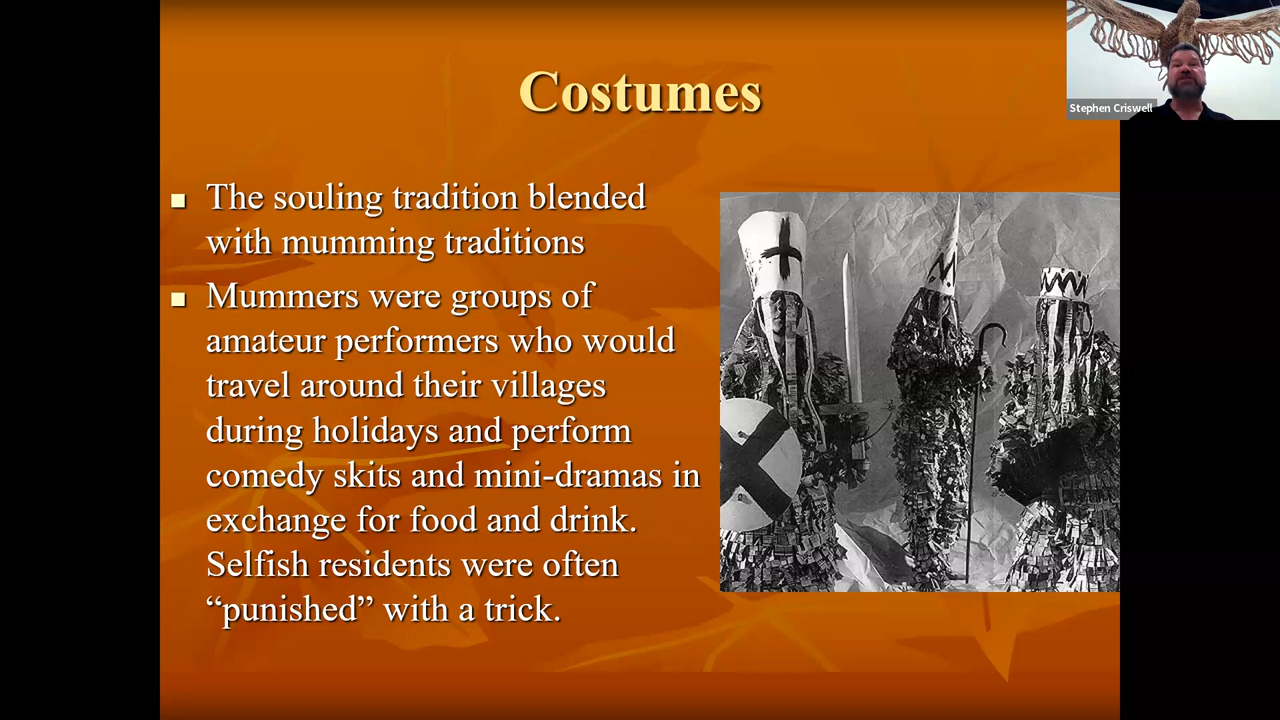 Costumes
Stephen Criswell
The souling tradition blended
with mumming traditions
Mummers were groups of
amateur performers who would
travel around their villages
during holidays and perform
comedy skits and mini-dramas in
exchange for food and drink.
Selfish residents were often
“punished” with a trick.